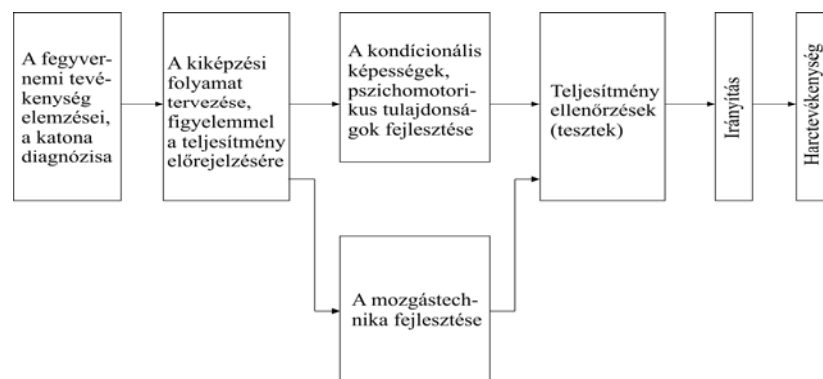 A fegyver-
nemi tevé-
kenység
elemzései,
a katona
diagnózisa
A kiképzési
folyamat
tervezése,
figyelemmel
a teljesítmény
előrejelzésére
A kondícionális
képességek,
pszichomotori-
kus tulajdonsá-
gok fejlesztése
A mozgástech-
nika fejlesztése
Teljesítmény
ellenőrzések
(tesztek)
Irányítás
Harctevékenység